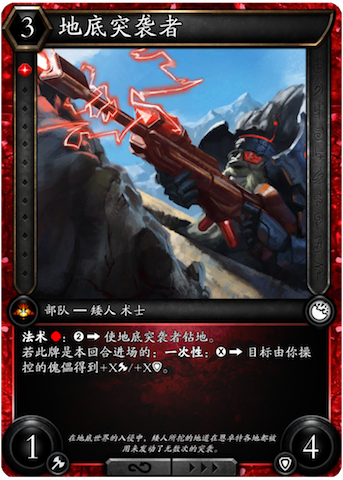 3 地底突袭者
部队 — 矮人 术士
法术：2➡ 使地底突袭者钻地。
若此牌是本回合进场的：一次性：X➡ 目标由你操
控的傀儡得到+X/+X。
在地底世界的入侵中，矮人所挖的地道在恩卓特各地都被
用来发动了无数次的突袭。
1 4